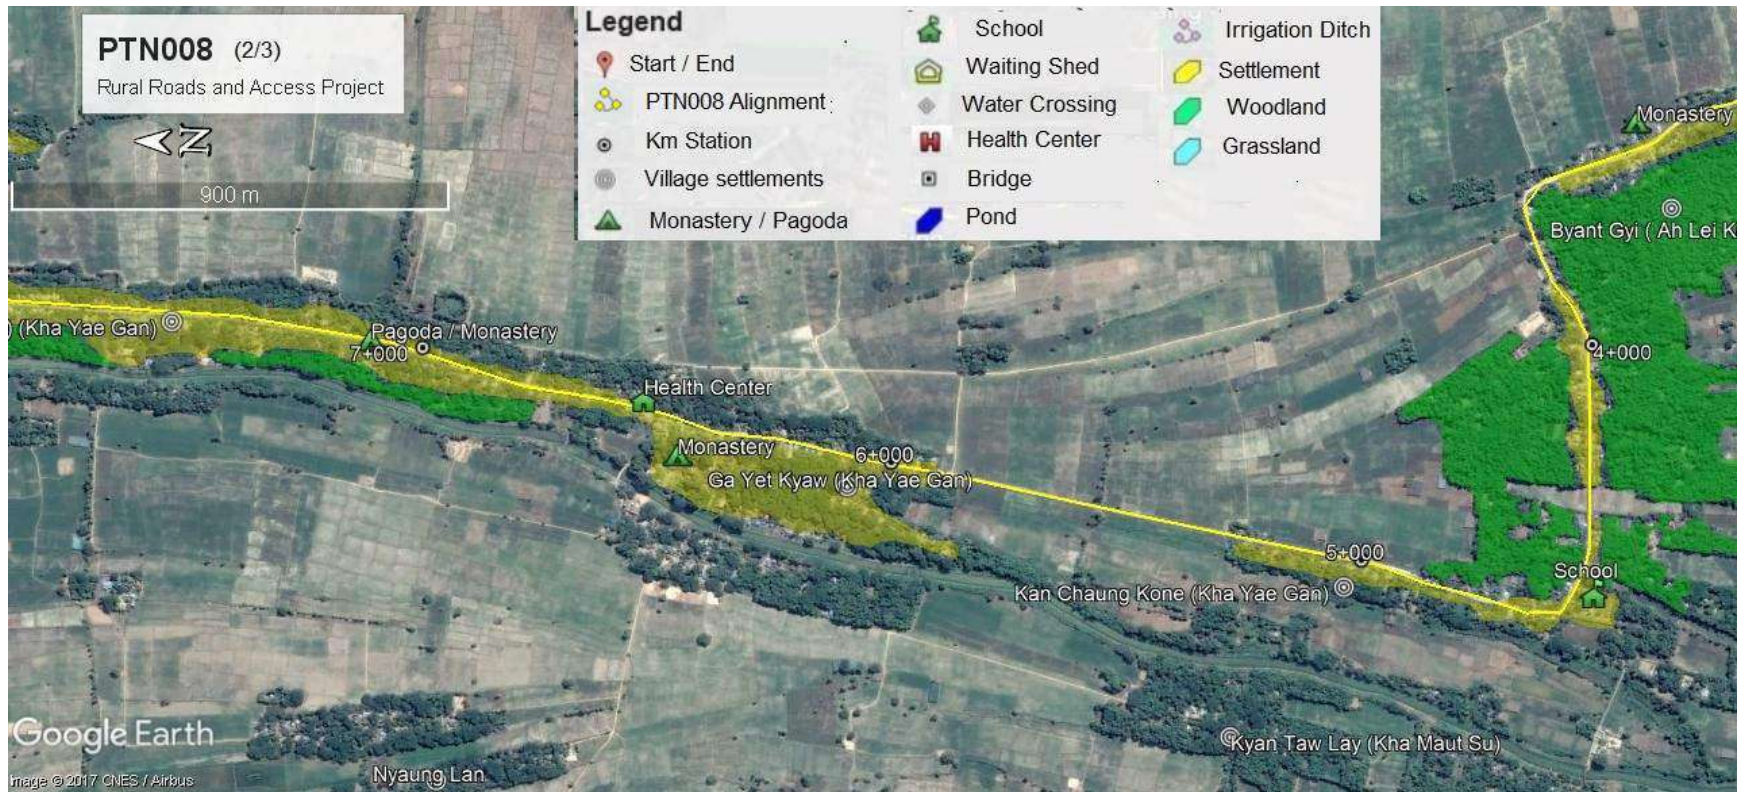 PTN008 (2/3)
Rural Roads and Access Project
N
900 m
Legend
Start / End
PTN008 Alignment
Km Station
Village settlements
Monastery / Pagoda
School
Waiting Shed
Water Crossing
Health Center
Bridge
Pond
Irrigation Ditch
Settlement
Woodland
Grassland
Monastery
Byant Gyi ( Ah Lei K
) (Kha Yae Gan)
Pagoda / Monastery
7+000
4+000
Health Center
Monastery
6+000
Ga Yet Kyaw (Kha Yae Gan)
5+000
School
Kan Chaung Kone (Kha Yae Gan)
Kyan Taw Lay (Kha Maut Su)
Google Earth
Nyaung Lan
Image © 2017 CNES / Airbus